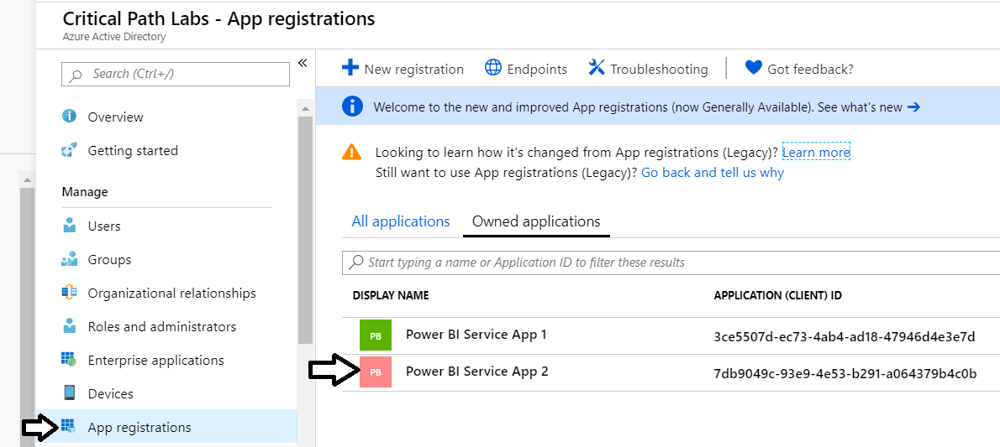 Critical Path Labs - App registrations
Azure Active Directory
Search (Ctrl+/)
Overview
Getting started
Manage
Users
Groups
Organizational relationships
Roles and administrators
Enterprise applications
Devices
App registrations
New registration
Endpoints
Troubleshooting
Got feedback?
Welcome to the new and improved App registrations (now Generally Available). See what's new
Looking to learn how it's changed from App registrations (Legacy)? Learn more
Still want to use App registrations (Legacy)? Go back and tell us why
All applications
Owned applications
Start typing a name or Application ID to filter these results
DISPLAY NAME
APPLICATION (CLIENT) ID
PB
Power BI Service App 1
3ce5507d-ec73-4ab4-ad18-47946d4e3e7d
PB
Power BI Service App 2
7db9049c-93e9-4e53-b291-a064379b4c0b